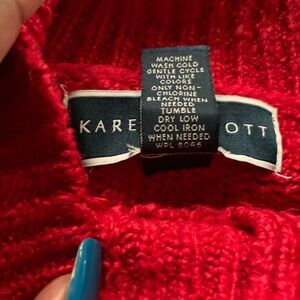 MACHINE
WASH COLD
GENTLE CYCLE
WITH LIKE
COLORS
ONLY NON-
CHLORINE
BLEACH WHEN
NEEDED
TUMBLE
DRY LOW
COOL IRON
WHEN NEEDED
WPL 6046
KARE OTT